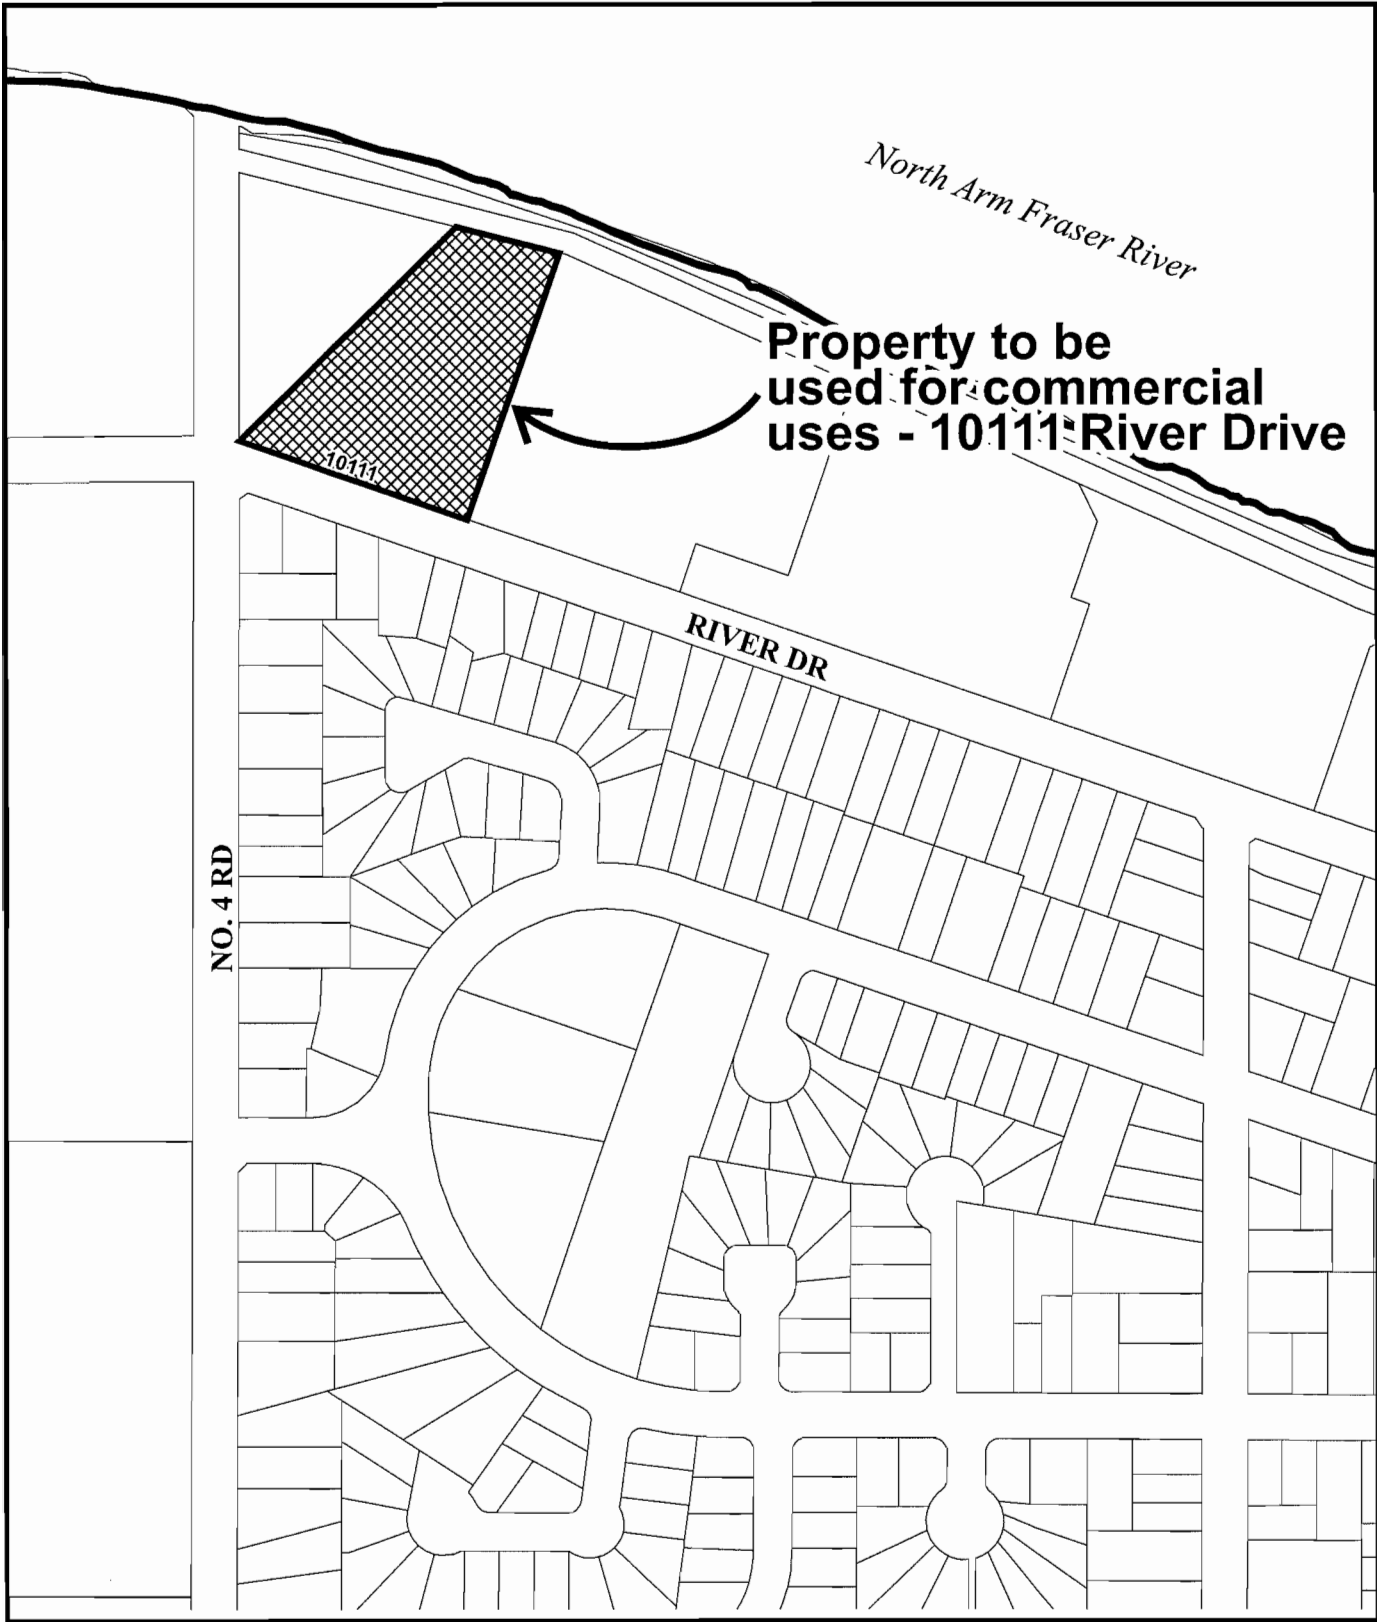 North Arm Fraser River
Property to be
used for commercial
uses - 10111 River Drive
10111
RIVER DR
NO. 4 RD